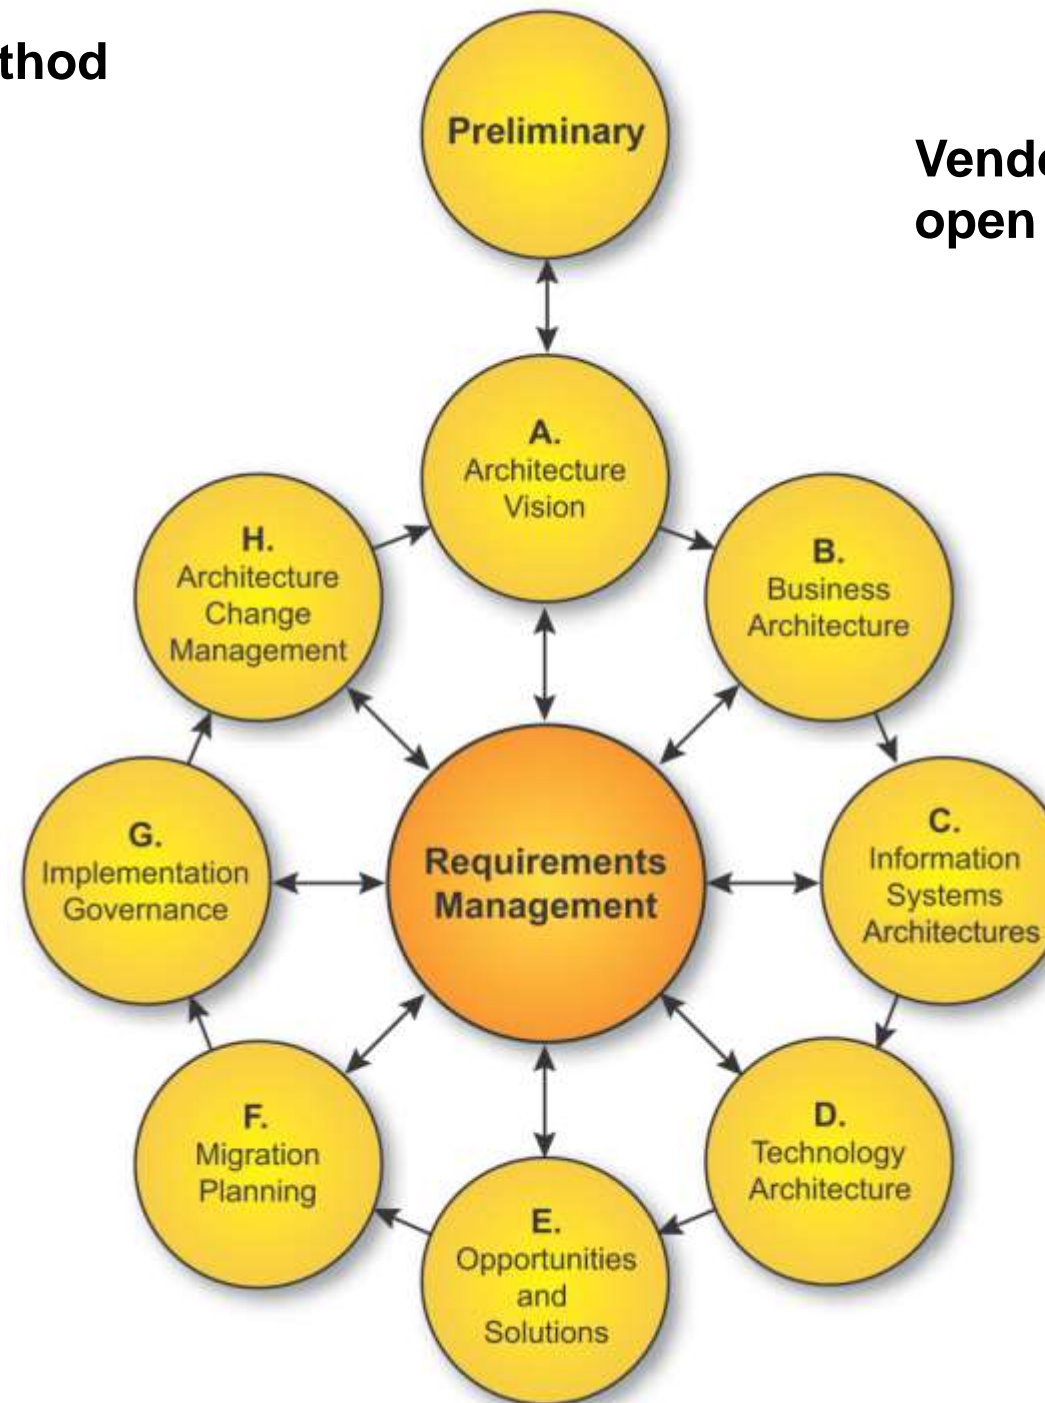 thod
Vende
open
Preliminary
A.
Architecture
Vision
B.
Business
Architecture
C.
Information
Systems
Architectures
D.
Technology
Architecture
E.
Opportunities
and
Solutions
F.
Migration
Planning
G.
Implementation
Governance
H.
Architecture
Change
Management
Requirements
Management